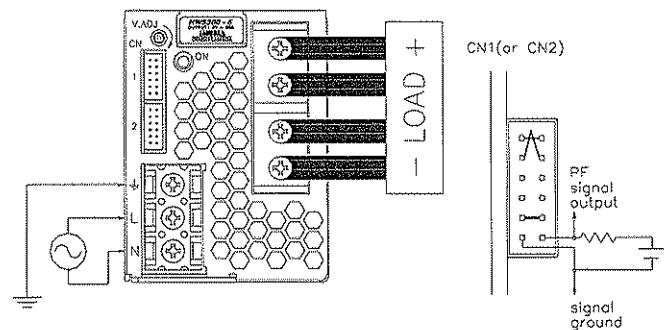 V.ADJ
CN
ON
1
2
L
N
+
LOAD
-
CN1(or CN2)
PF
signal
output
signal
ground